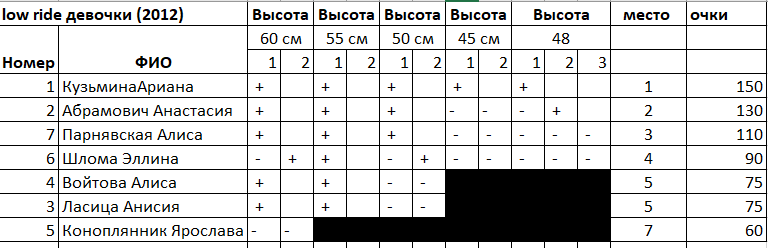 low ride девочки (2012) Высота Высота Высота Высота Высота место очки
60 см 55 см 50 см 45 см 48
Номер ФИО 1 2 1 2 1 2 1 2 1 2 3
1 КузьминаАриана + + + + + 1 150
2 Абрамович Анастасия + + + - - - + 2 130
7 Парнявская Алиса + + + - - - - - 3 110
6 Шлома Эллина - + + - + - - - - - 4 90
4 Войтова Алиса + + - - 5 75
3 Ласица Анисия + + - - 5 75
5 Коноплянник Ярослава - - 7 60